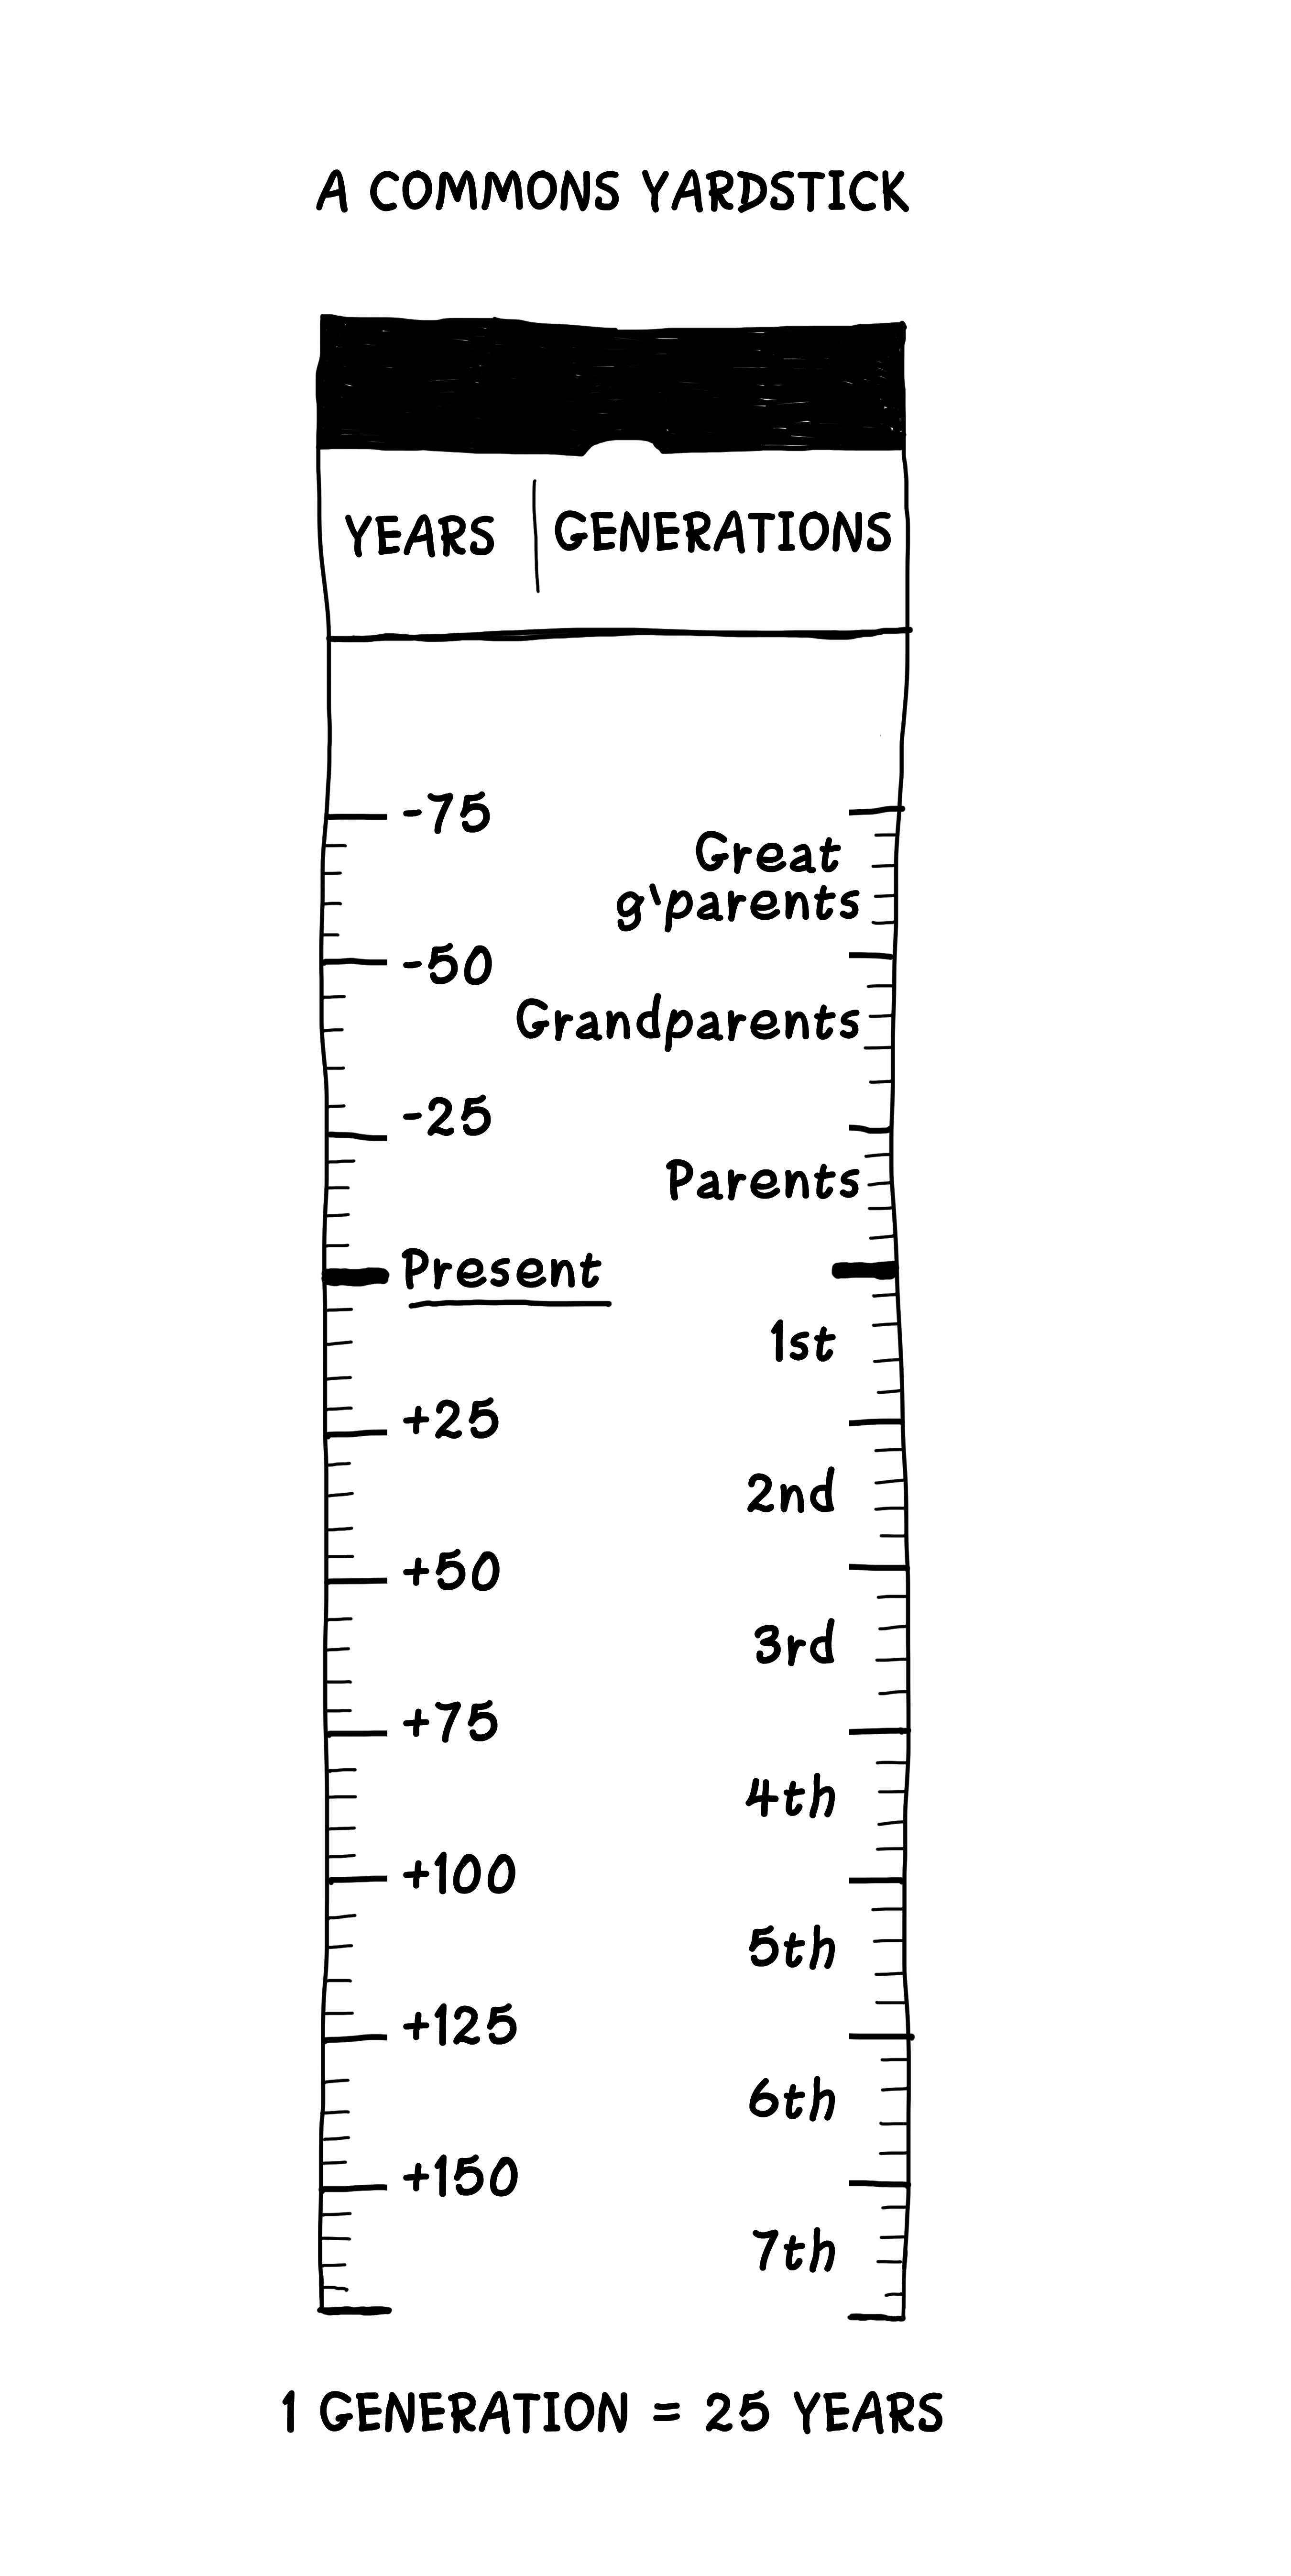 A COMMONS YARDSTICK
YEARS GENERATIONS
-75
Great
g'parents
-50
Grandparents
-25
Parents
Present
1st
+25
2nd
+50
3rd
+75
4th
+100
5th
+125
6th
+150
7th
1 GENERATION = 25 YEARS